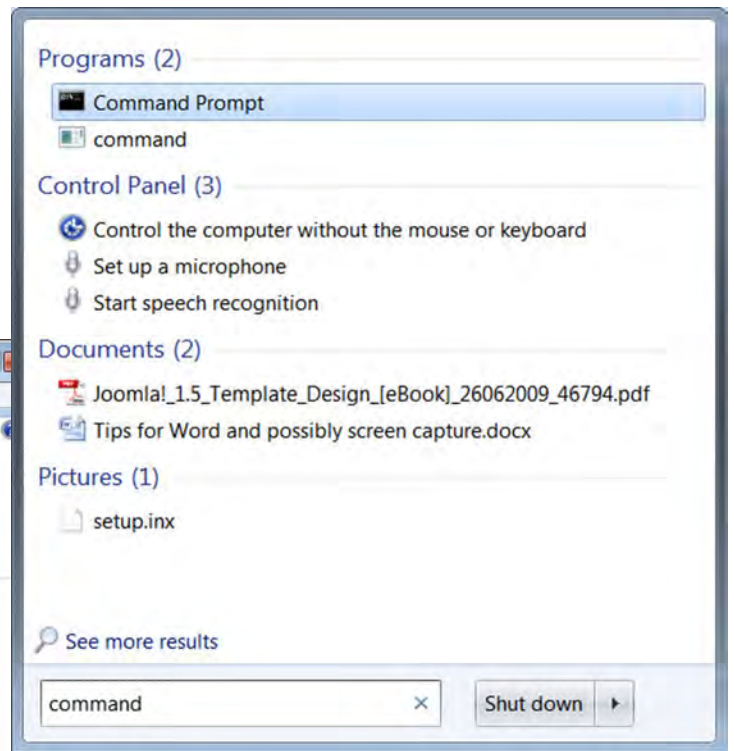 Programs (2)
Command Prompt
command
Control Panel (3)
Control the computer without the mouse or keyboard
Set up a microphone
Start speech recognition
Documents (2)
Joomla!_1.5_Template_Design_[eBook]_26062009_46794.pdf
Tips for Word and possibly screen capture.docx
Pictures (1)
setup.inx
See more results
command
Shut down